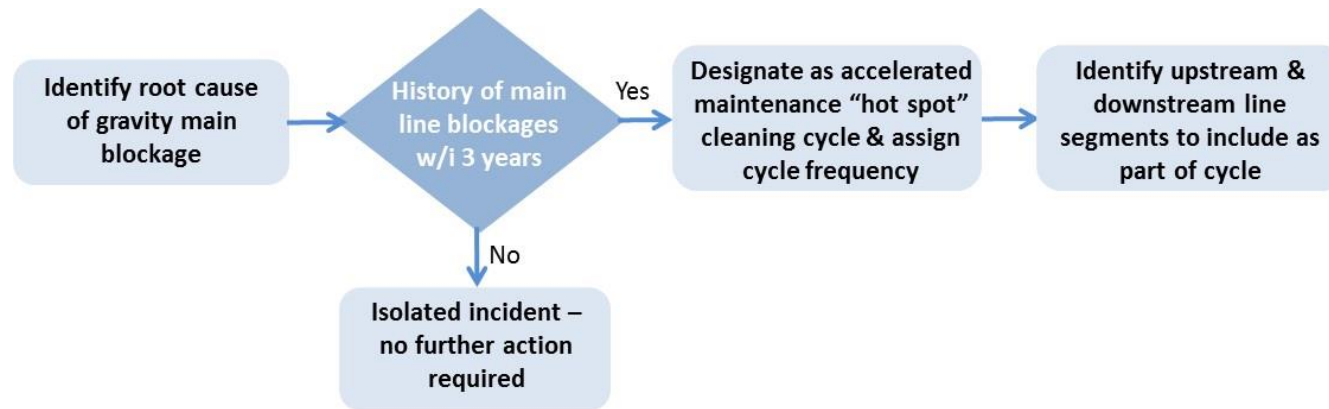 Identify root cause
of gravity main
blockage
History of main
line blockages
w/i 3 years
Yes
Designate as accelerated
maintenance “hot spot”
cleaning cycle & assign
cycle frequency
Identify upstream &
downstream line
segments to include as
part of cycle
No
Isolated incident –
no further action
required